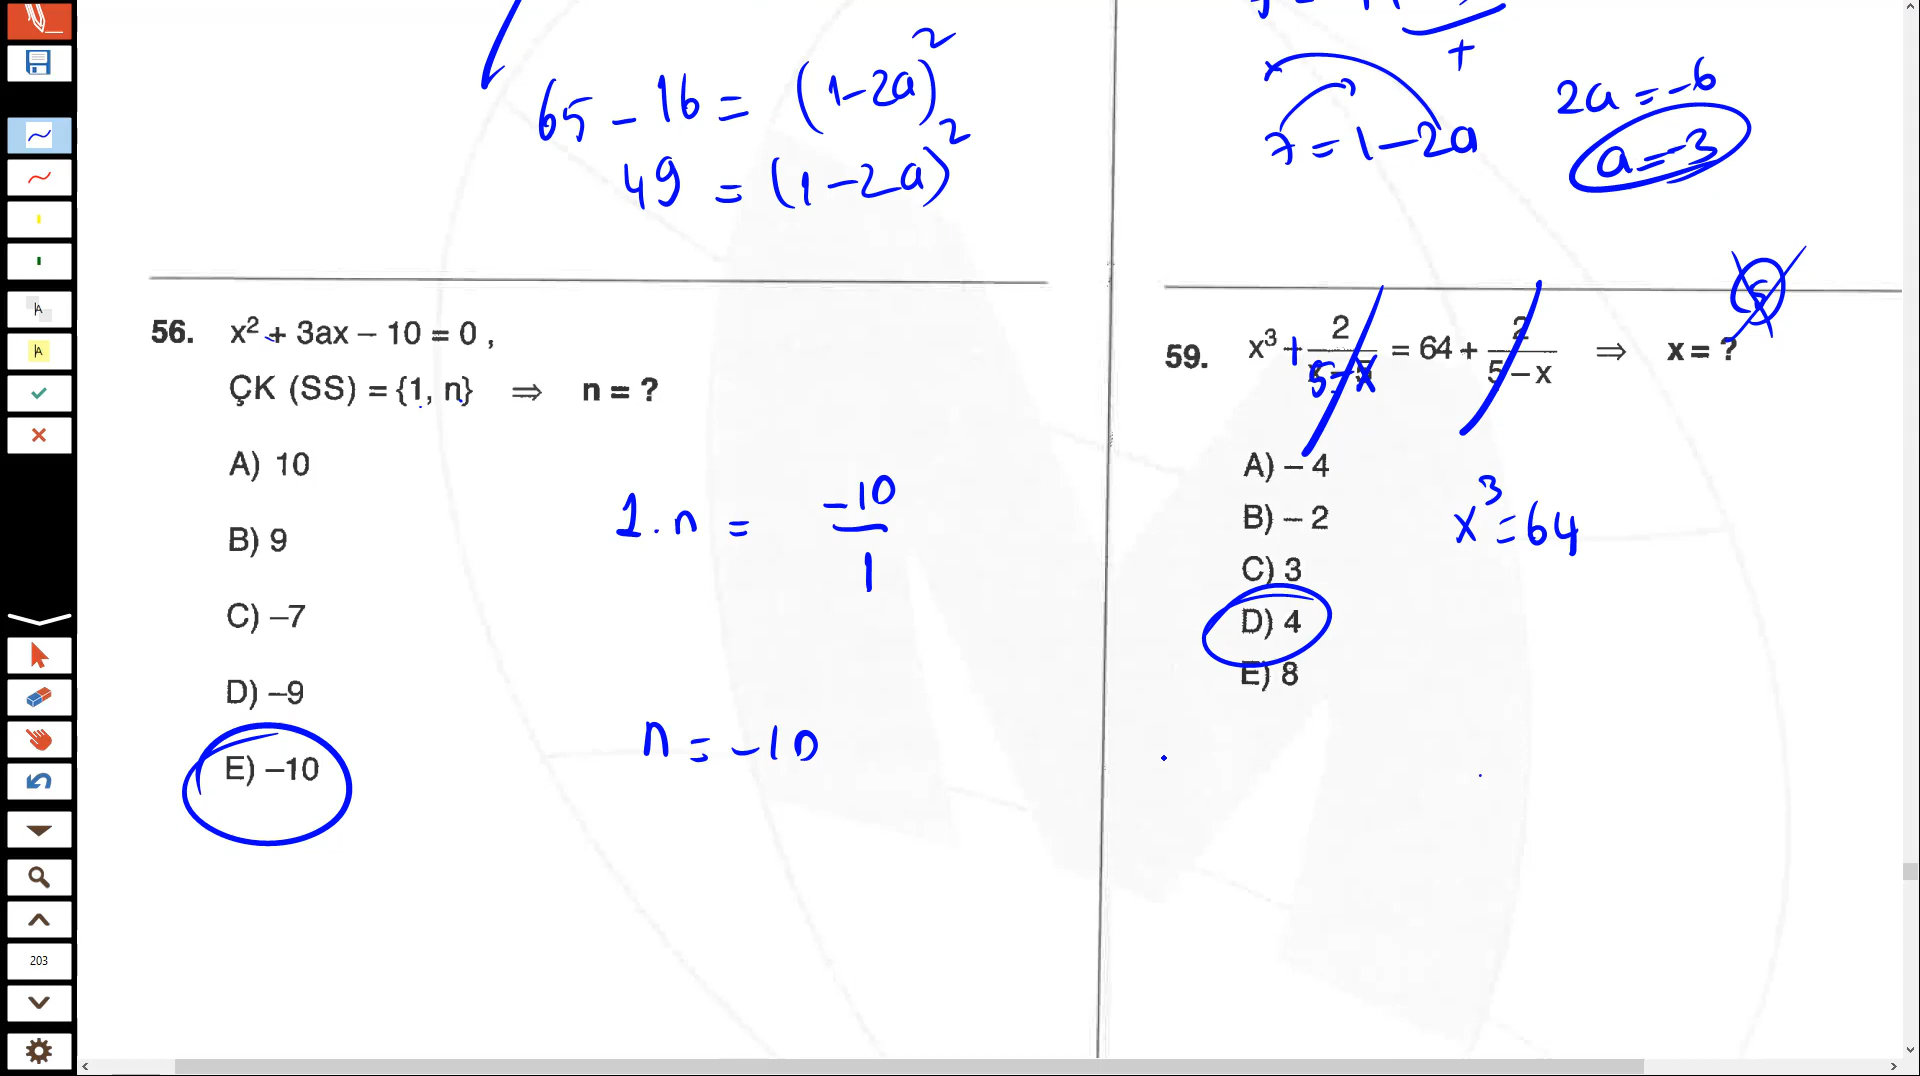 65 - 16 = (1-2a)²
49 = (1-2a)²
56. x² + 3ax – 10 = 0 ,
ÇK (SS) = {1, n} ⇒ n = ?
A) 10
B) 9
C) –7
D) –9
E) –10
1 . n = -10/1
n = -10
+
7 = 1-2a
2a = -6
a = -3
59. x³ + 2/5-x = 64 + 2/5 – x ⇒ x = ?
5
A) – 4
B) – 2
C) 3
D) 4
E) 8
x³ = 64
203